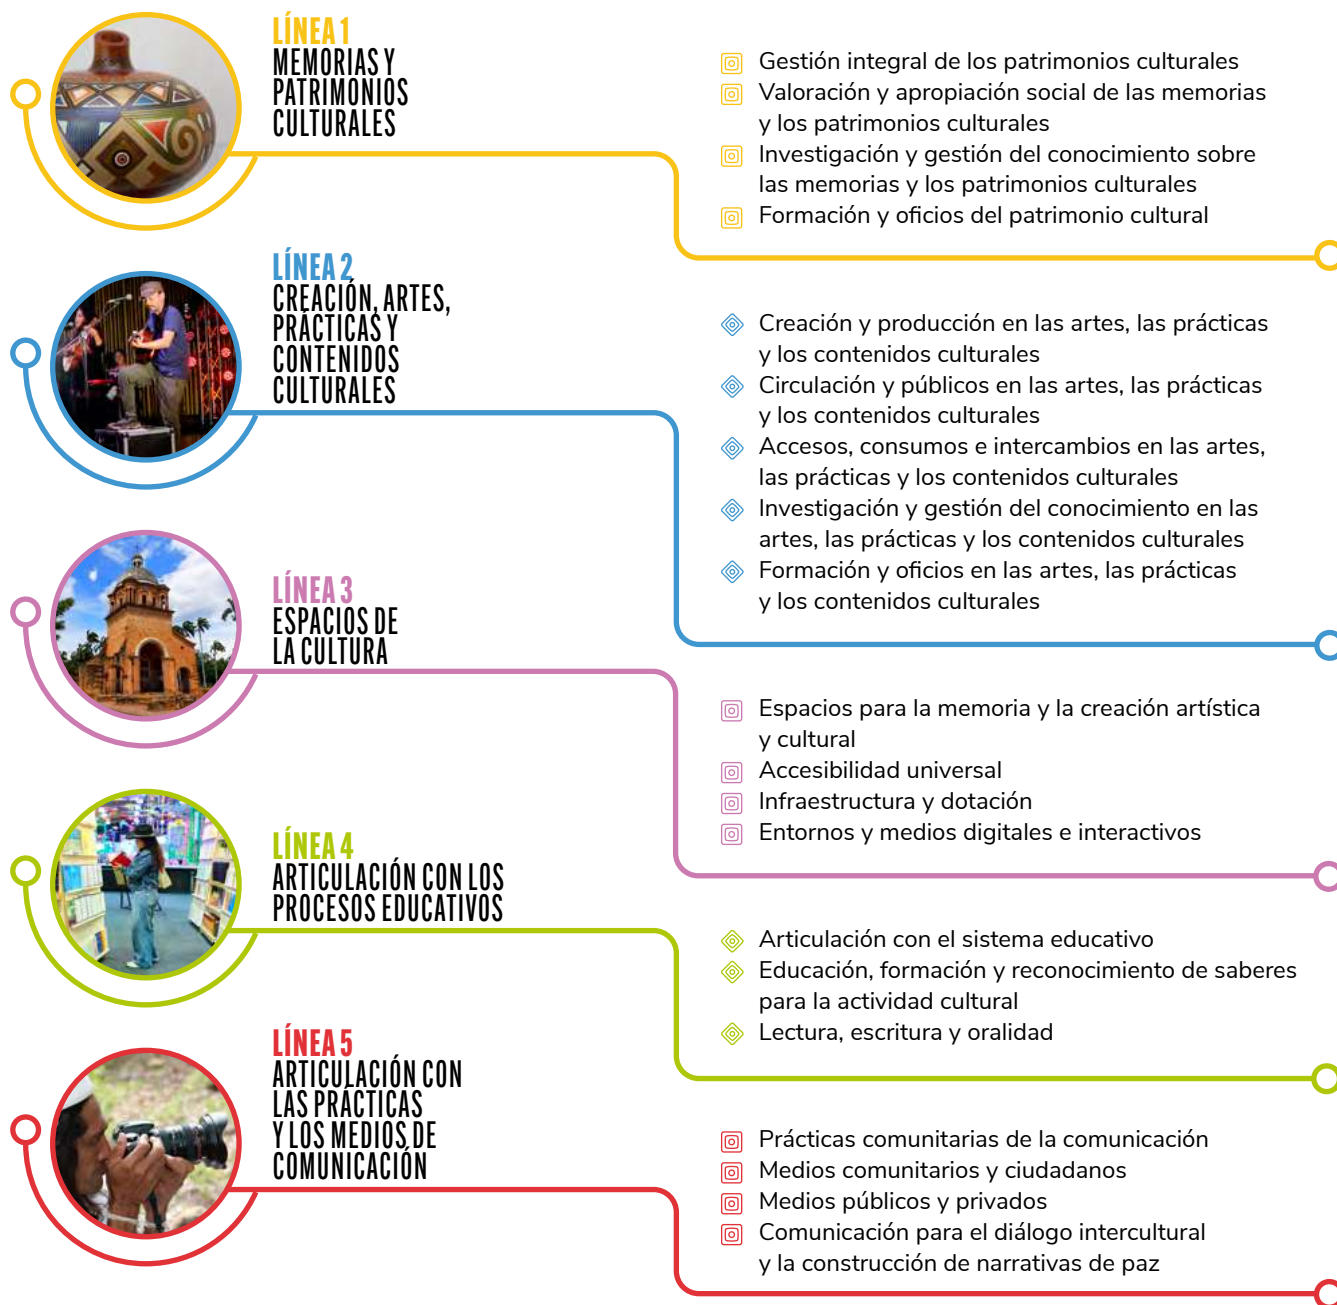 LÍNEA 1
MEMORIAS Y
PATRIMONIOS
CULTURALES
Gestión integral de los patrimonios culturales
Valoración y apropiación social de las memorias
y los patrimonios culturales
Investigación y gestión del conocimiento sobre
las memorias y los patrimonios culturales
Formación y oficios del patrimonio cultural
LÍNEA 2
CREACIÓN, ARTES,
PRÁCTICAS Y
CONTENIDOS
CULTURALES
Creación y producción en las artes, las prácticas
y los contenidos culturales
Circulación y públicos en las artes, las prácticas
y los contenidos culturales
Accesos, consumos e intercambios en las artes,
las prácticas y los contenidos culturales
Investigación y gestión del conocimiento en las
artes, las prácticas y los contenidos culturales
Formación y oficios en las artes, las prácticas
y los contenidos culturales
LÍNEA 3
ESPACIOS DE
LA CULTURA
Espacios para la memoria y la creación artística
y cultural
Accesibilidad universal
Infraestructura y dotación
Entornos y medios digitales e interactivos
LÍNEA 4
ARTICULACIÓN CON LOS
PROCESOS EDUCATIVOS
Articulación con el sistema educativo
Educación, formación y reconocimiento de saberes
para la actividad cultural
Lectura, escritura y oralidad
LÍNEA 5
ARTICULACIÓN CON
LAS PRÁCTICAS
Y LOS MEDIOS DE
COMUNICACIÓN
Prácticas comunitarias de la comunicación
Medios comunitarios y ciudadanos
Medios públicos y privados
Comunicación para el diálogo intercultural
y la construcción de narrativas de paz